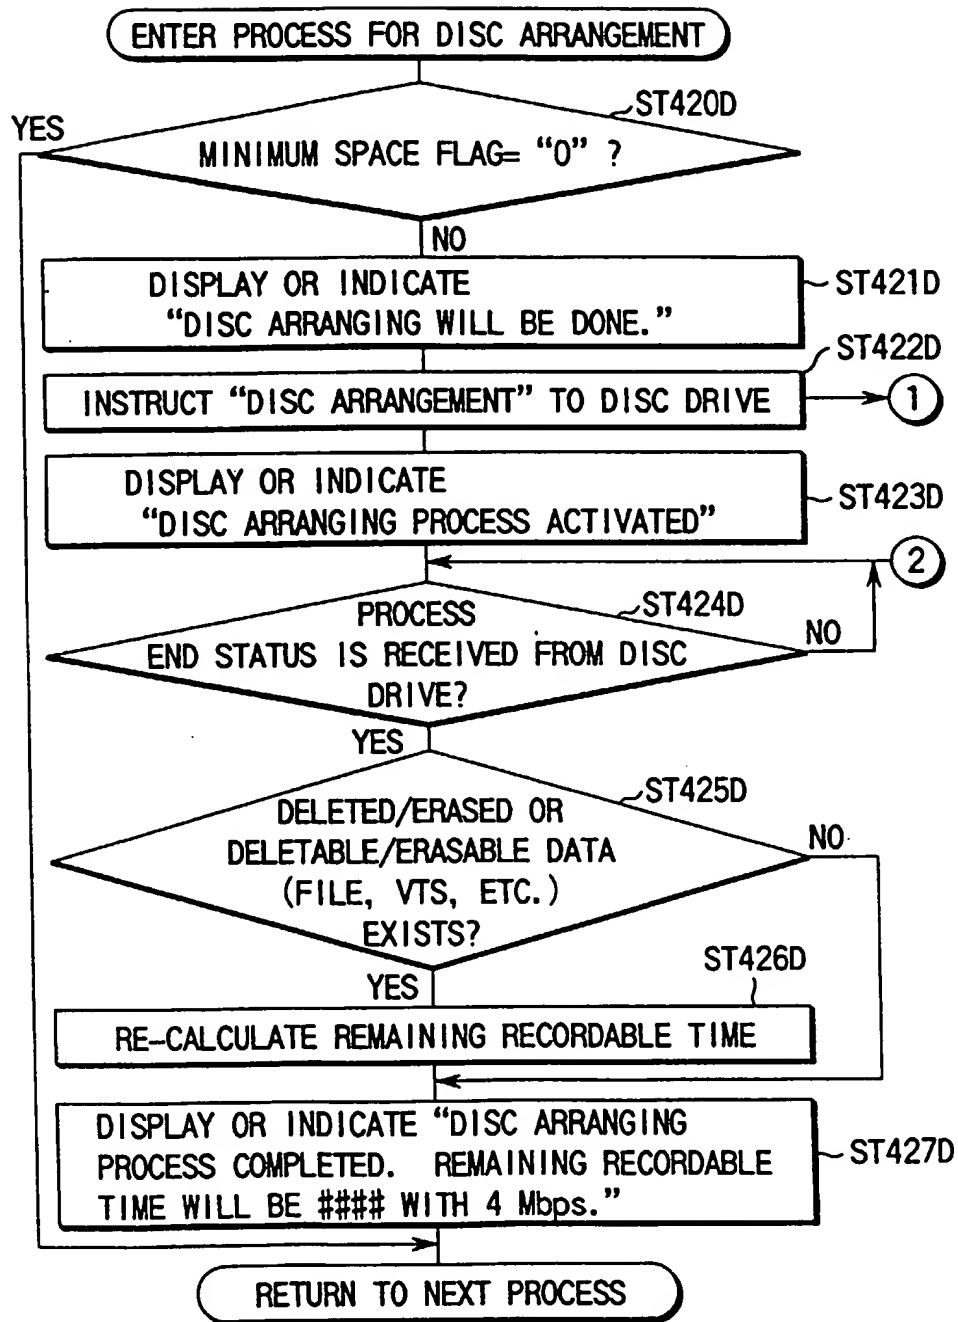 ENTER PROCESS FOR DISC ARRANGEMENT
ST420D
YES
MINIMUM SPACE FLAG= “0” ?
NO
DISPLAY OR INDICATE
“DISC ARRANGING WILL BE DONE.”
ST421D
ST422D
INSTRUCT “DISC ARRANGEMENT” TO DISC DRIVE
1
DISPLAY OR INDICATE
“DISC ARRANGING PROCESS ACTIVATED”
ST423D
2
ST424D
PROCESS
END STATUS IS RECEIVED FROM DISC
DRIVE?
NO
YES
ST425D
DELETED/ERASED OR
DELETABLE/ERASABLE DATA
(FILE, VTS, ETC.)
EXISTS?
NO
YES
ST426D
RE-CALCULATE REMAINING RECORDABLE TIME
DISPLAY OR INDICATE “DISC ARRANGING
PROCESS COMPLETED. REMAINING RECORDABLE
TIME WILL BE #### WITH 4 Mbps.”
ST427D
RETURN TO NEXT PROCESS